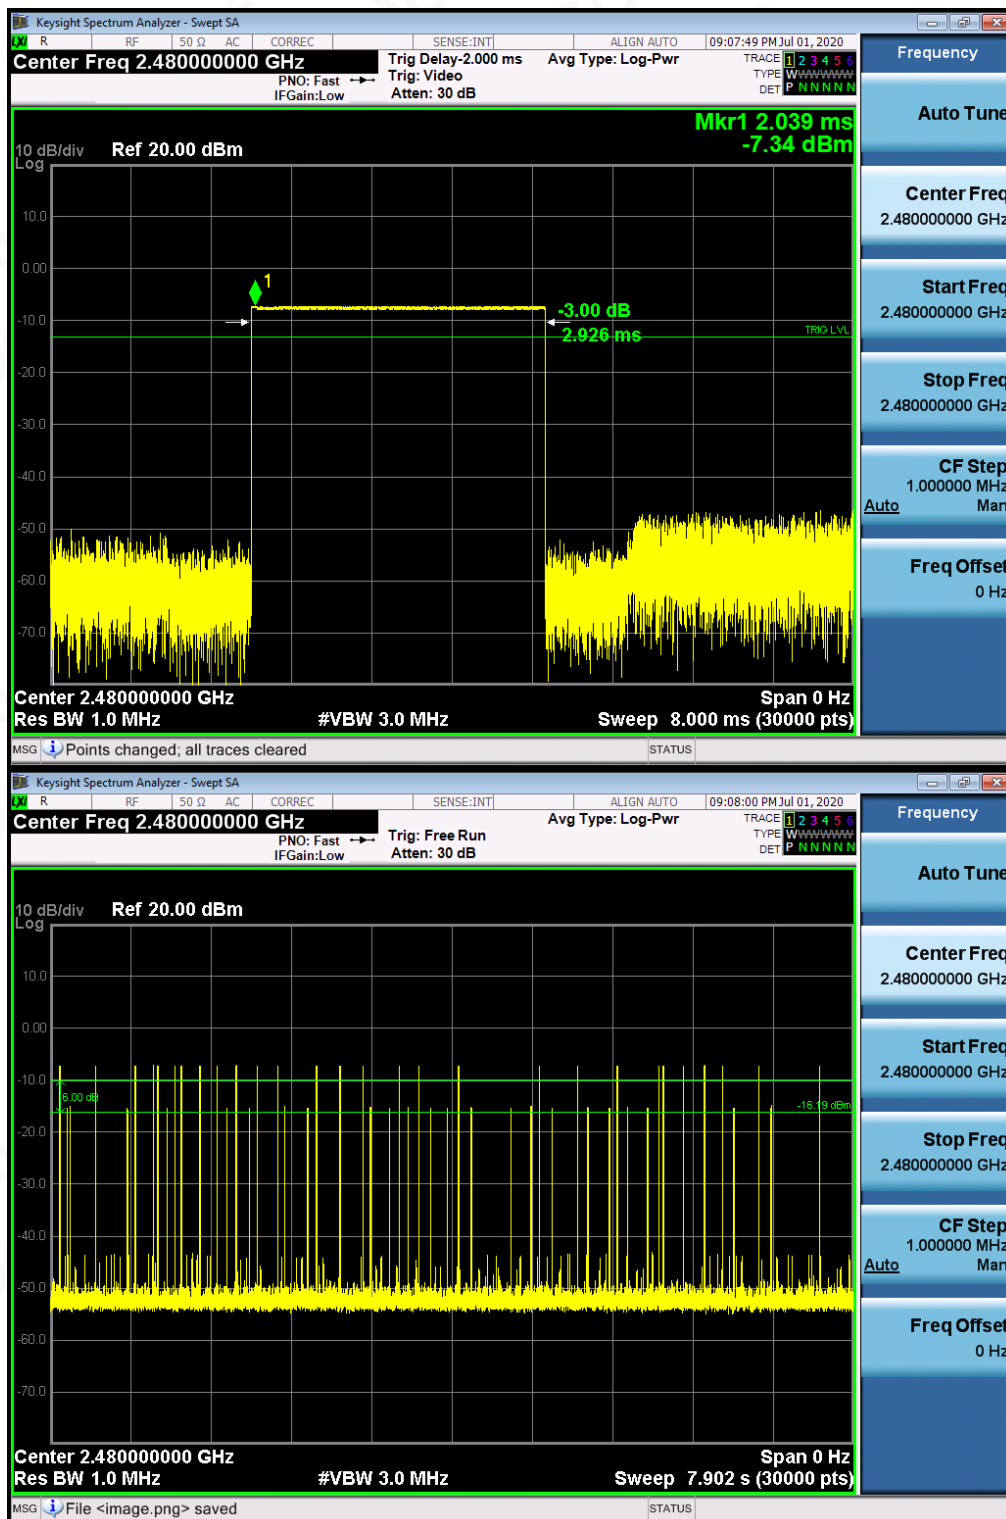 Keysight Spectrum Analyzer - Swept SA
LXI R RF 50 Ω AC CORREC SENSE:INT ALIGN AUTO 09:07:49 PM Jul 01, 2020
Center Freq 2.480000000 GHz Trig Delay-2.000 ms Avg Type: Log-Pwr TRACE 1 2 3 4 5 6
PNO: Fast Trig: Video TYPE WWWWWW
IFGain:Low Atten: 30 dB DET P N N N N N
Frequency
Auto Tune
Mkr1 2.039 ms
-7.34 dBm
10 dB/div Ref 20.00 dBm
Log
10.0
0.00
-10.0
-20.0
-30.0
-40.0
-50.0
-60.0
-70.0
1
-3.00 dB
2.926 ms
TRIG LVL
Center Freq
2.480000000 GHz
Start Freq
2.480000000 GHz
Stop Freq
2.480000000 GHz
CF Step
1.000000 MHz
Auto Man
Freq Offset
0 Hz
Center 2.480000000 GHz Span 0 Hz
Res BW 1.0 MHz #VBW 3.0 MHz Sweep 8.000 ms (30000 pts)
MSG Points changed; all traces cleared STATUS
Keysight Spectrum Analyzer - Swept SA
LXI R RF 50 Ω AC CORREC SENSE:INT ALIGN AUTO 09:08:00 PM Jul 01, 2020
Center Freq 2.480000000 GHz Avg Type: Log-Pwr TRACE 1 2 3 4 5 6
PNO: Fast Trig: Free Run TYPE WWWWWW
IFGain:Low Atten: 30 dB DET P N N N N N
Frequency
Auto Tune
10 dB/div Ref 20.00 dBm
Log
10.0
0.00
-10.0
-20.0
-30.0
-40.0
-50.0
-60.0
-70.0
6.00 dB
-16.19 dBm
Center Freq
2.480000000 GHz
Start Freq
2.480000000 GHz
Stop Freq
2.480000000 GHz
CF Step
1.000000 MHz
Auto Man
Freq Offset
0 Hz
Center 2.480000000 GHz Span 0 Hz
Res BW 1.0 MHz #VBW 3.0 MHz Sweep 7.902 s (30000 pts)
MSG File <image.png> saved STATUS